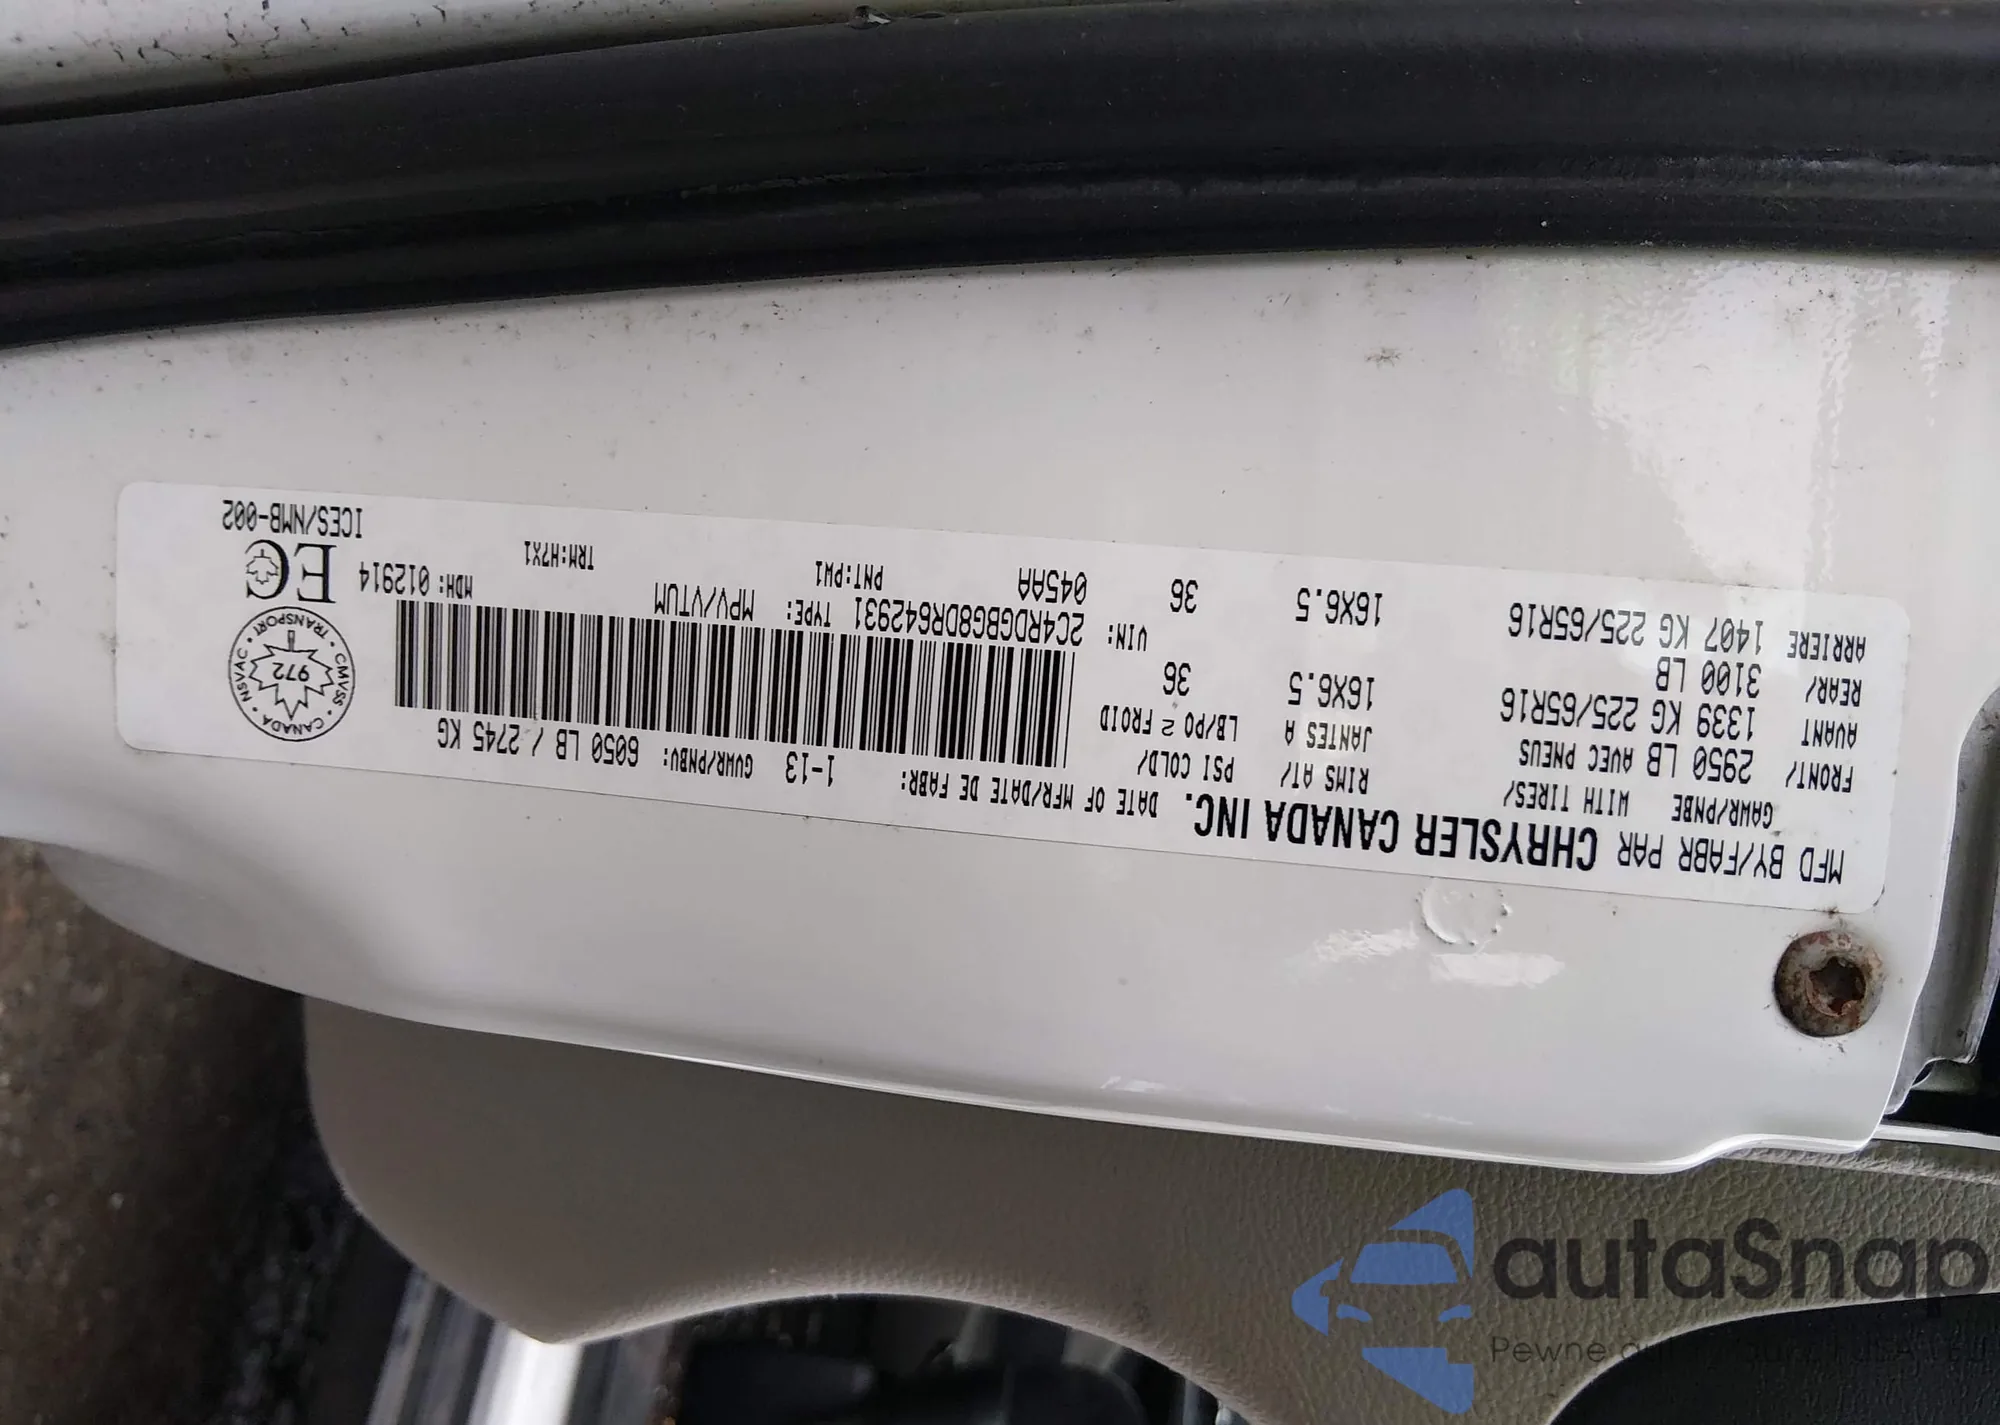 MFD BY/FABR PAR CHRYSLER CANADA INC.
DATE OF MFR/DATE DE FABR: 1-13
GVWR/PNBV: 6050 LB / 2745 KG
GAWR/PNBE WITH TIRES/ RIMS AT/ PSI COLD/
FRONT/ 2950 LB AVEC PNEUS JANTES A LB/PO ² FROID
AVANT 1339 KG 225/65R16 16X6.5 36
REAR/ 3100 LB
ARRIERE 1407 KG 225/65R16 16X6.5 36
VIN: 2C4RDGBG8DR642931 TYPE: MPV/VTUM MDH: 012914
045AA PNT:PW1 TRM:H7X1
ICES/NMB-002
EC
CANADA • CMVSS • TRANSPORT • NSVAC •
972
autaSnap
Pewne